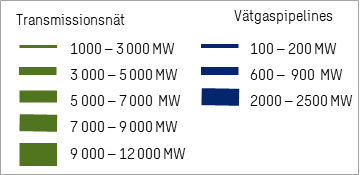 Transmissionsnät
1000 – 3 000 MW
3 000 – 5 000 MW
5 000 – 7 000 MW
7 000 – 9 000 MW
9 000 – 12 000 MW
Vätgaspipelines
100 – 200 MW
600 – 900 MW
2000 – 2500 MW